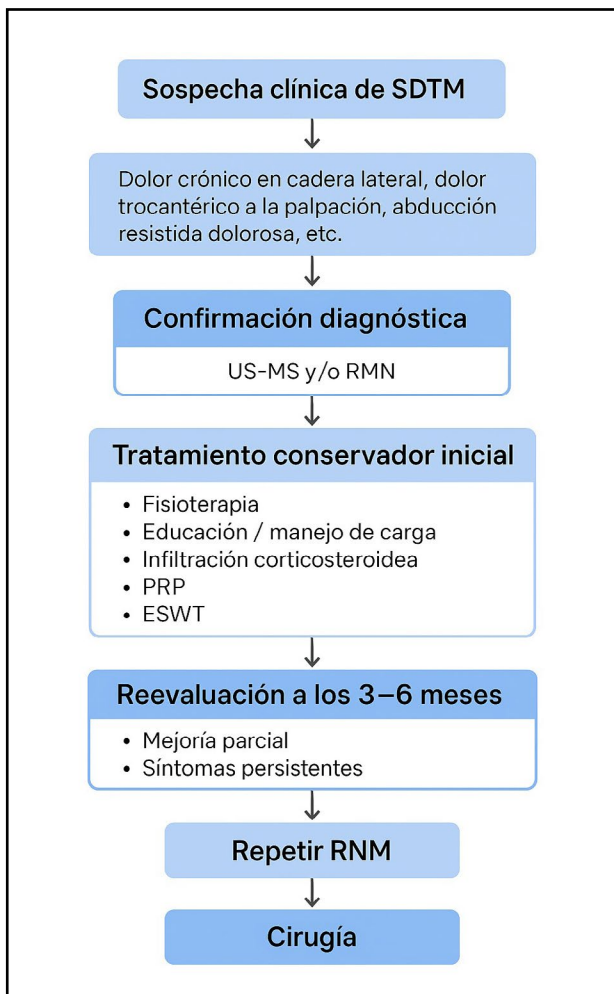 Sospecha clínica de SDTM
Dolor crónico en cadera lateral, dolor
trocantérico a la palpación, abducción
resistida dolorosa, etc.
Confirmación diagnóstica
US-MS y/o RMN
Tratamiento conservador inicial
• Fisioterapia
• Educación / manejo de carga
• Infiltración corticosteroidea
• PRP
• ESWT
Reevaluación a los 3–6 meses
• Mejoría parcial
• Síntomas persistentes
Repetir RNM
Cirugía